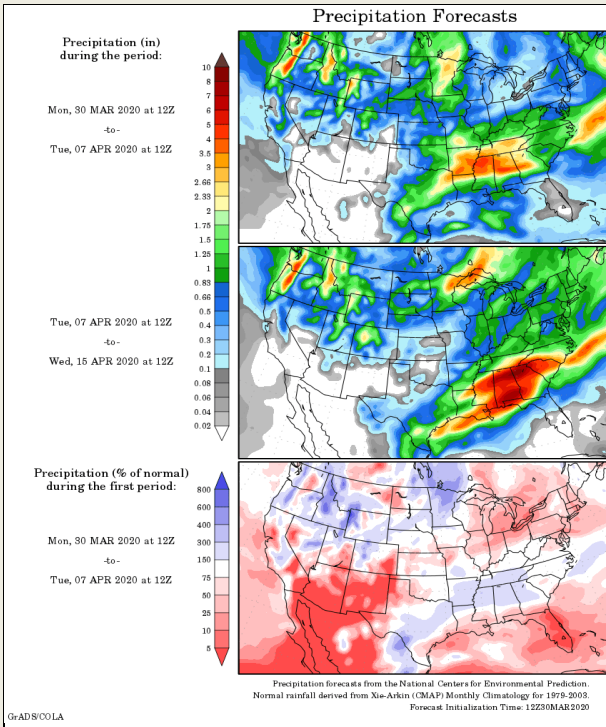 Precipitation Forecasts
Precipitation (in)
during the period:
Mon, 30 MAR 2020 at 12Z
-to-
Tue, 07 APR 2020 at 12Z
10
8
7
6
5
4
3.5
3
2.66
2.33
2
1.75
1.5
1.25
1
0.83
0.66
0.5
0.4
0.3
0.2
0.1
0.08
0.06
0.04
0.02
Tue, 07 APR 2020 at 12Z
-to-
Wed, 15 APR 2020 at 12Z
Precipitation (% of normal)
during the first period:
Mon, 30 MAR 2020 at 12Z
-to-
Tue, 07 APR 2020 at 12Z
800
600
400
300
150
75
50
25
10
5
Precipitation forecasts from the National Centers for Environmental Prediction.
Normal rainfall derived from Xie-Arkin (CMAP) Monthly Climatology for 1979-2003.
Forecast Initialization Time: 12Z30MAR2020
GrADS/COLA